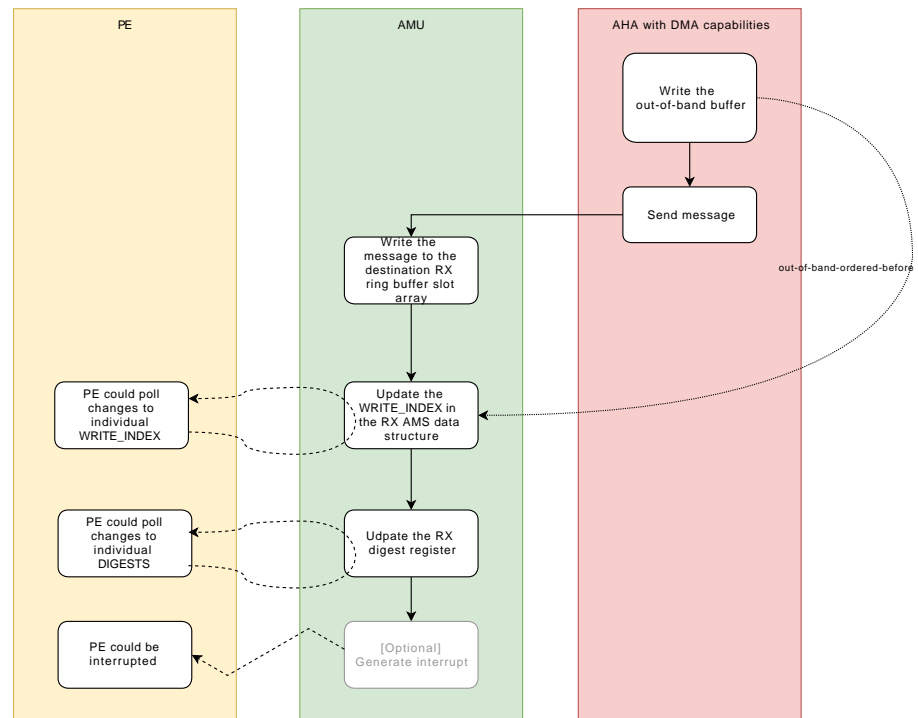 PE
AMU
AHA with DMA capabilities
Write the
out-of-band buffer
Send message
Write the
message to the
destination RX
ring buffer slot
array
out-of-band-ordered-before
PE could poll
changes to
individual
WRITE_INDEX
Update the
WRITE_INDEX in
the RX AMS data
structure
PE could poll
changes to
individual
DIGESTS
Udpate the RX
digest register
PE could be
interrupted
[Optional]
Generate interrupt